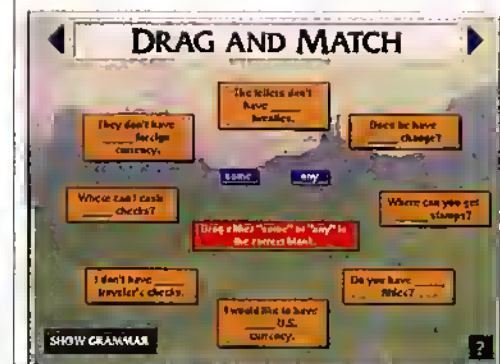 DRAG AND MATCH
The tellers don't
have _____
twenties.
They don't have
_____ foreign
currency.
Does he have
_____ change?
some any
Where can I cash
_____ checks?
Where can you get
_____ stamps?
Drag either "some" or "any" to
the correct blank.
I don't have _____
traveler's checks.
Do you have _____
fifties?
I would like to have
_____ U.S.
currency.
SHOW GRAMMAR
?